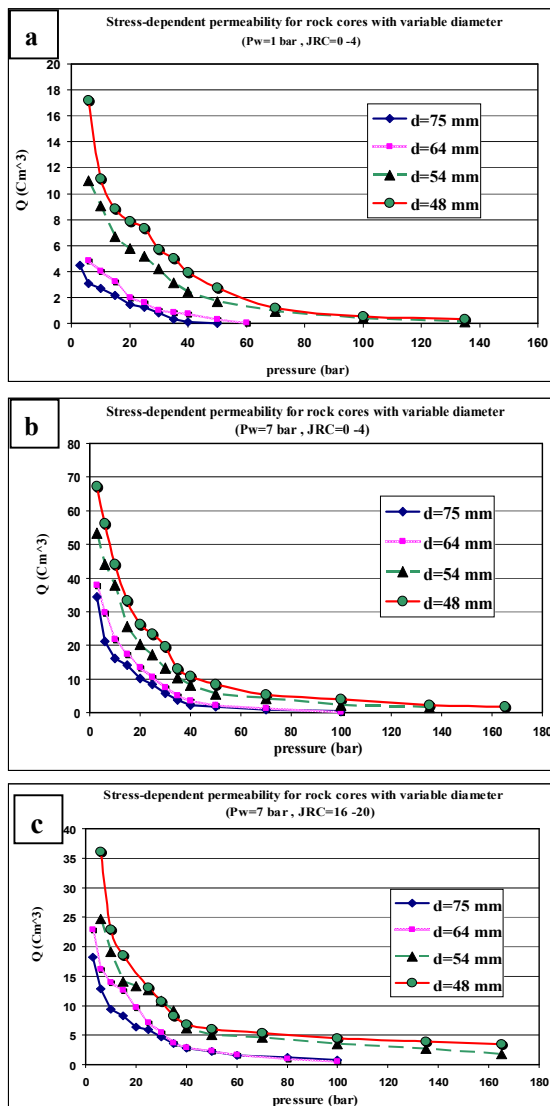 a
Stress-dependent permeability for rock cores with variable diameter
(Pw=1 bar , JRC=0 -4)
20
18
16
14
12
10
8
6
4
2
0
Q (Cm^3)
d=75 mm
d=64 mm
d=54 mm
d=48 mm
0 20 40 60 80 100 120 140 160
pressure (bar)
b
Stress-dependent permeability for rock cores with variable diameter
(Pw=7 bar , JRC=0 -4)
80
70
60
50
40
30
20
10
0
Q (Cm^3)
d=75 mm
d=64 mm
d=54 mm
d=48 mm
0 20 40 60 80 100 120 140 160 180
pressure (bar)
c
Stress-dependent permeability for rock cores with variable diameter
(Pw=7 bar , JRC=16 -20)
40
35
30
25
20
15
10
5
0
Q (Cm^3)
d=75 mm
d=64 mm
d=54 mm
d=48 mm
0 20 40 60 80 100 120 140 160 180
pressure (bar)